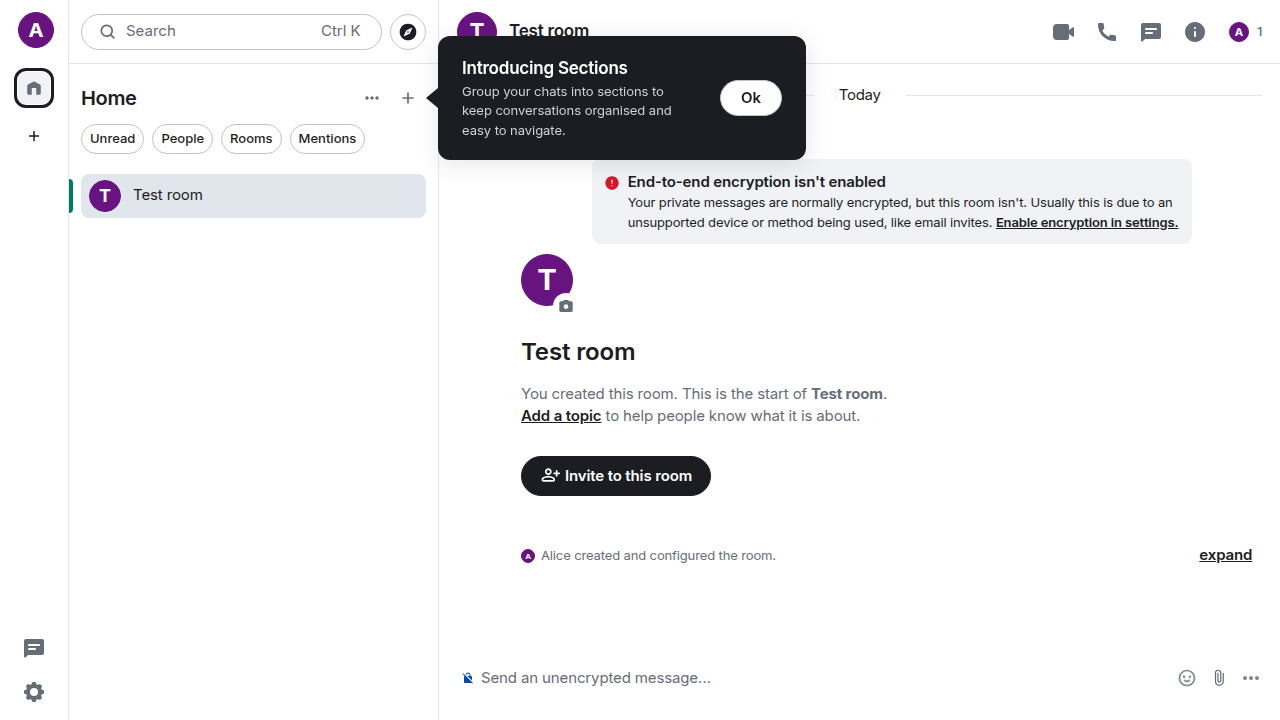 A
Search
Ctrl K
T
Test room
1
Introducing Sections
Group your chats into sections to
keep conversations organised and
easy to navigate.
Ok
Home
Today
Unread
People
Rooms
Mentions
T
Test room
End-to-end encryption isn't enabled
Your private messages are normally encrypted, but this room isn't. Usually this is due to an
unsupported device or method being used, like email invites. Enable encryption in settings.
T
Test room
You created this room. This is the start of Test room.
Add a topic to help people know what it is about.
Invite to this room
A
Alice created and configured the room.
expand
Send an unencrypted message…
A